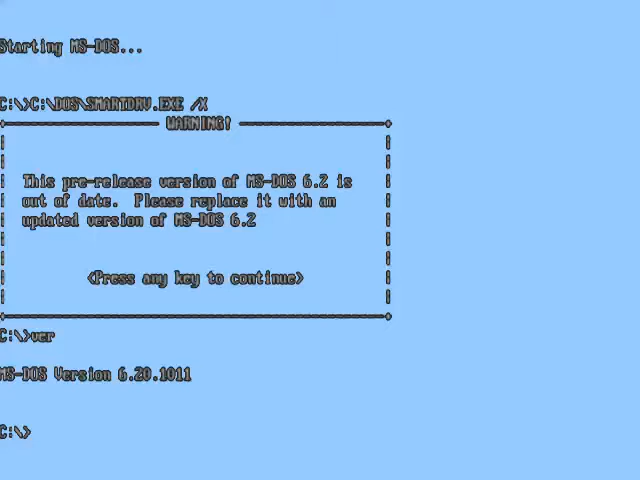 Starting MS-DOS...
C:\>C:\DOS\SMARTDRV.EXE /X
WARNING!
This pre-release version of MS-DOS 6.2 is
out of date.  Please replace it with an
updated version of MS-DOS 6.2
<Press any key to continue>
C:\>ver
MS-DOS Version 6.20.1011
C:\>